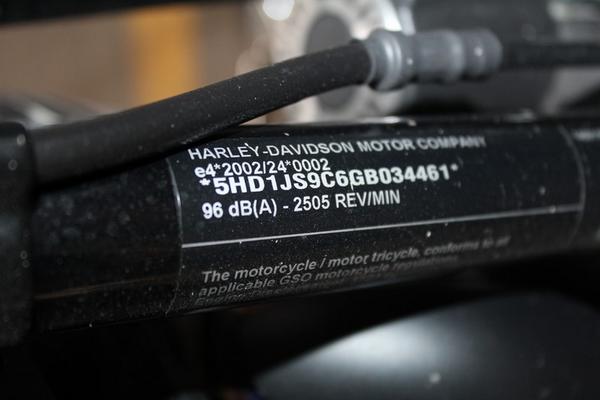 HARLEY-DAVIDSON MOTOR COMPANY
e4*2002/24*0002
*5HD1JS9C6GB034461*
96 dB(A) - 2505 REV/MIN
The motorcycle / motor tricycle, conforms to all
applicable GSO motorcycle regulations